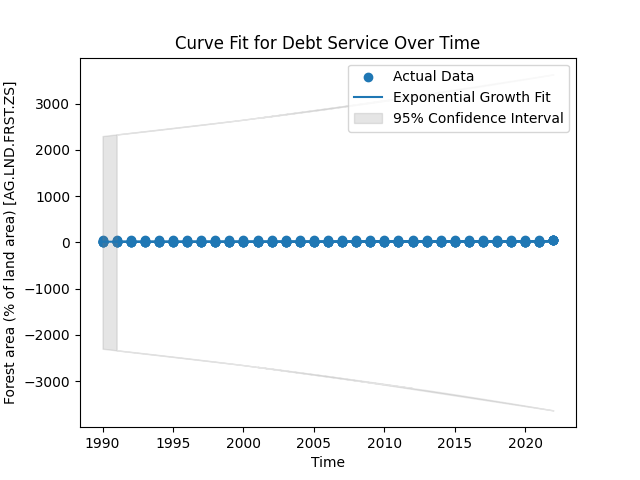 Curve Fit for Debt Service Over Time
Forest area (% of land area) [AG.LND.FRST.ZS]
3000
2000
1000
0
−1000
−2000
−3000
Actual Data
Exponential Growth Fit
95% Confidence Interval
1990 1995 2000 2005 2010 2015 2020
Time